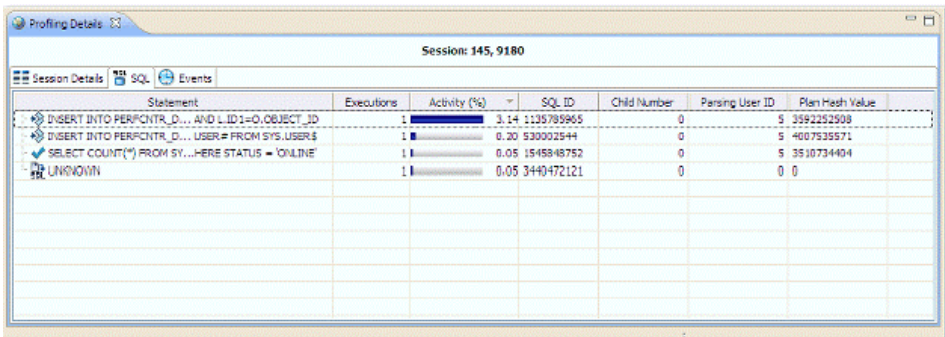 Profiling Details
Session: 145, 9180
Session Details SQL Events
Statement Executions Activity (%) SQL ID Child Number Parsing User ID Plan Hash Value
INSERT INTO PERFCNTR_D... AND L.ID1=O.OBJECT_ID 1 3.14 1135785965 0 5 3592252508
INSERT INTO PERFCNTR_D... USER# FROM SYS.USER$ 1 0.20 530002544 0 5 4007535571
SELECT COUNT(*) FROM SY...HERE STATUS = 'ONLINE' 1 0.05 1545848752 0 5 3510734404
UNKNOWN 1 0.05 3440472121 0 0 0